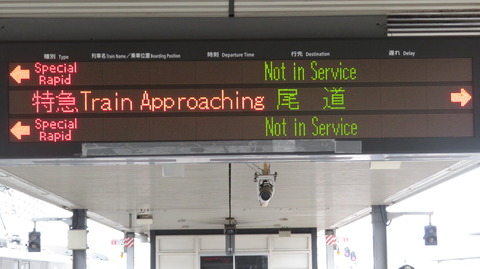 種別 Type 列車名/Train Name/乗車位置 Boarding Position 時刻 Departure Time 行先 Destination 遅れ Delay
← Special Rapid Not in Service
特急 Train Approaching 尾道 →
← Special Rapid Not in Service